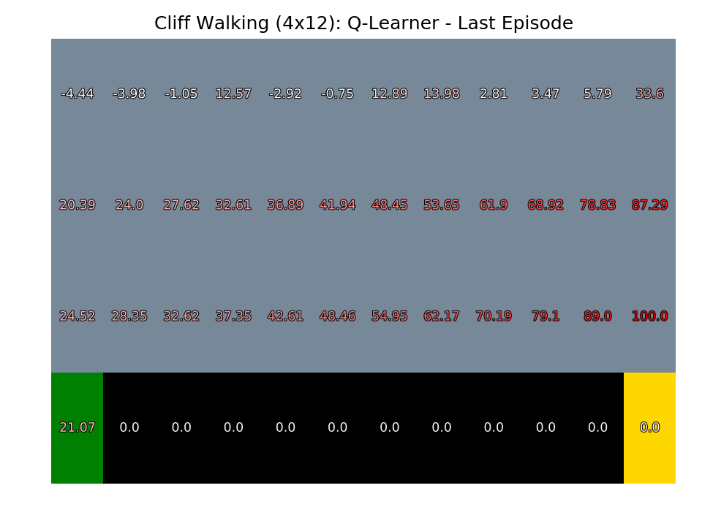 Cliff Walking (4x12): Q-Learner - Last Episode
-4.44 -3.98 -1.05 12.57 -2.92 -0.75 12.89 13.98 2.81 3.47 5.79 33.6
20.39 24.0 27.62 32.61 36.89 41.94 48.45 53.65 61.9 68.92 78.83 87.29
24.52 28.35 32.62 37.35 42.61 48.46 54.95 62.17 70.19 79.1 89.0 100.0
21.07 0.0 0.0 0.0 0.0 0.0 0.0 0.0 0.0 0.0 0.0 0.0